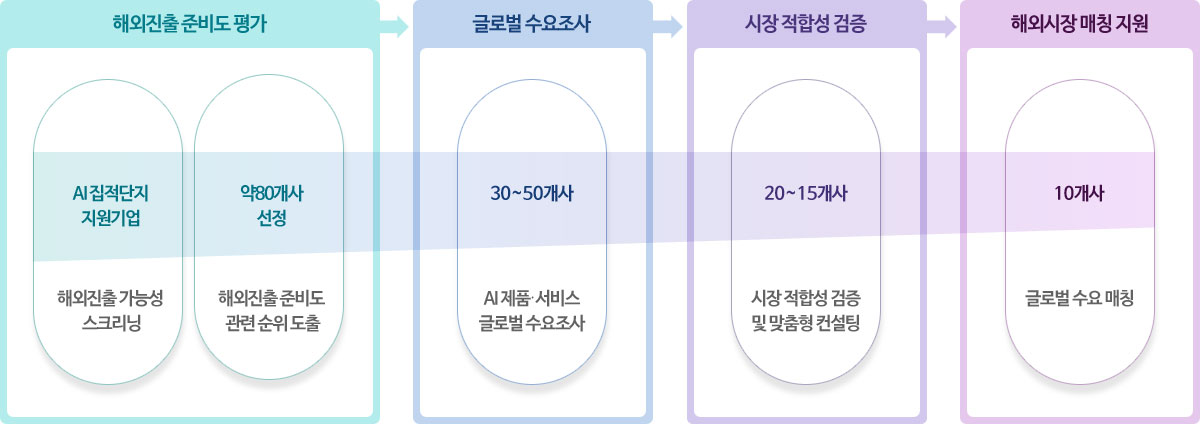 해외진출 준비도 평가
AI 집적단지
지원기업
해외진출 가능성
스크리닝
약80개사
선정
해외진출 준비도
관련 순위 도출
글로벌 수요조사
30~50개사
AI 제품·서비스
글로벌 수요조사
시장 적합성 검증
20~15개사
시장 적합성 검증
및 맞춤형 컨설팅
해외시장 매칭 지원
10개사
글로벌 수요 매칭